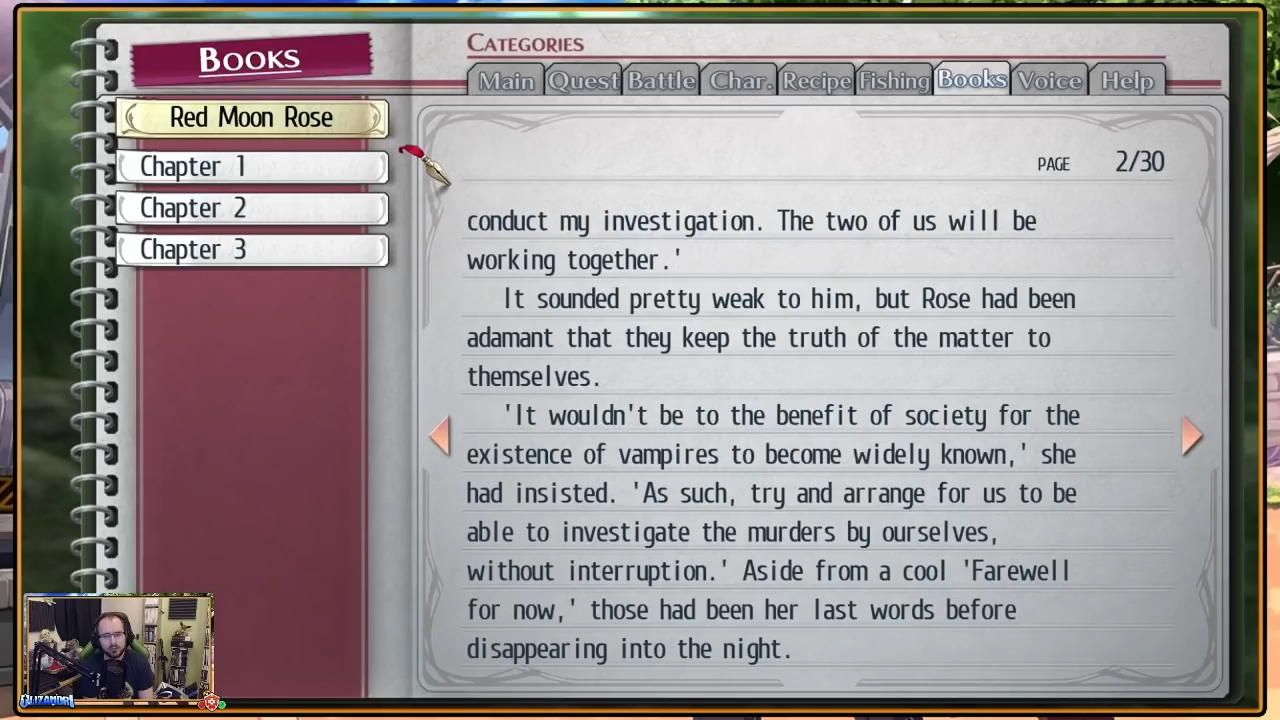 BOOKS
CATEGORIES
Main Quest Battle Char. Recipe Fishing Books Voice Help
Red Moon Rose
Chapter 1
Chapter 2
Chapter 3
PAGE 2/30
conduct my investigation. The two of us will be
working together.'
It sounded pretty weak to him, but Rose had been
adamant that they keep the truth of the matter to
themselves.
'It wouldn't be to the benefit of society for the
existence of vampires to become widely known,' she
had insisted. 'As such, try and arrange for us to be
able to investigate the murders by ourselves,
without interruption.' Aside from a cool 'Farewell
for now,' those had been her last words before
disappearing into the night.